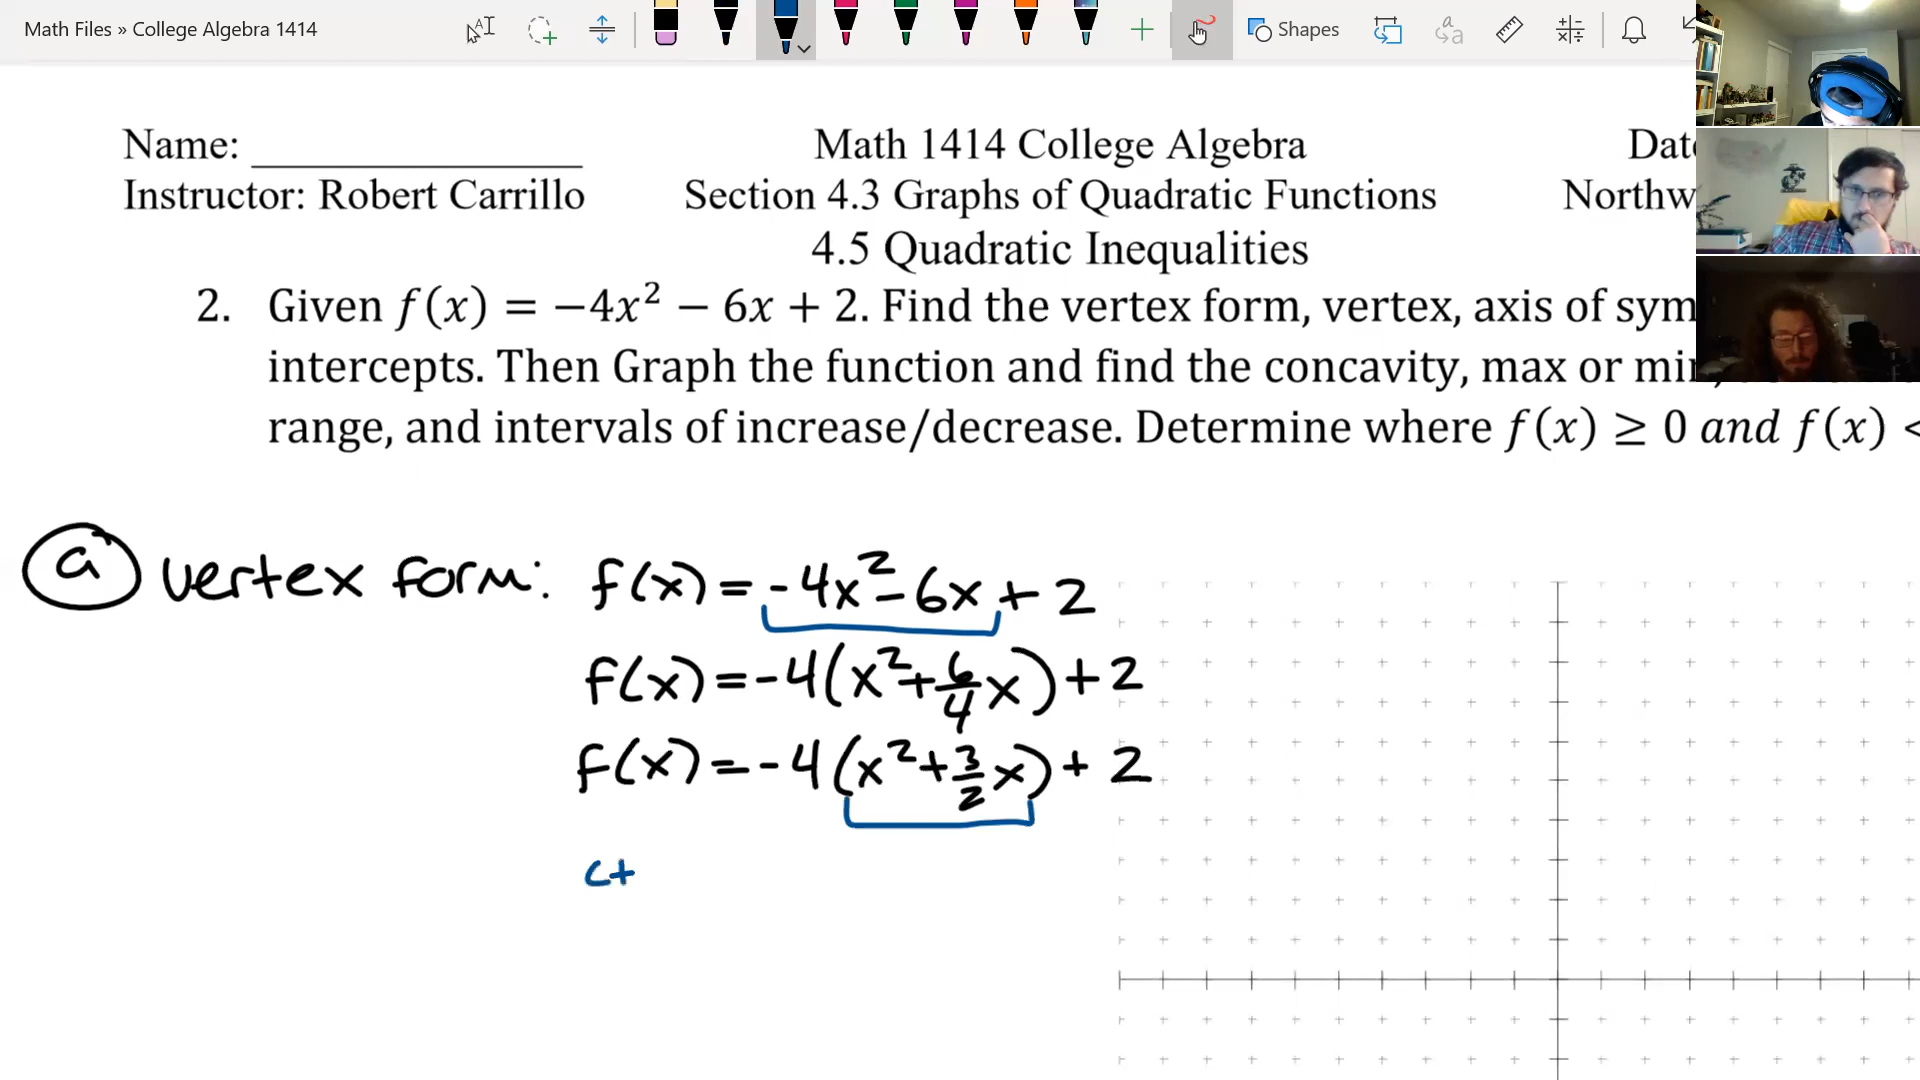 Math Files » College Algebra 1414
Shapes
Name: _______________
Math 1414 College Algebra
Instructor: Robert Carrillo
Section 4.3 Graphs of Quadratic Functions
Northw
4.5 Quadratic Inequalities
2. Given f(x) = −4x² − 6x + 2. Find the vertex form, vertex, axis of sym
intercepts. Then Graph the function and find the concavity, max or min,
range, and intervals of increase/decrease. Determine where f(x) ≥ 0 and f(x) <
a vertex form: f(x) = -4x² - 6x + 2
f(x) = -4(x² + 6/4 x) + 2
f(x) = -4(x² + 3/2 x) + 2
c+